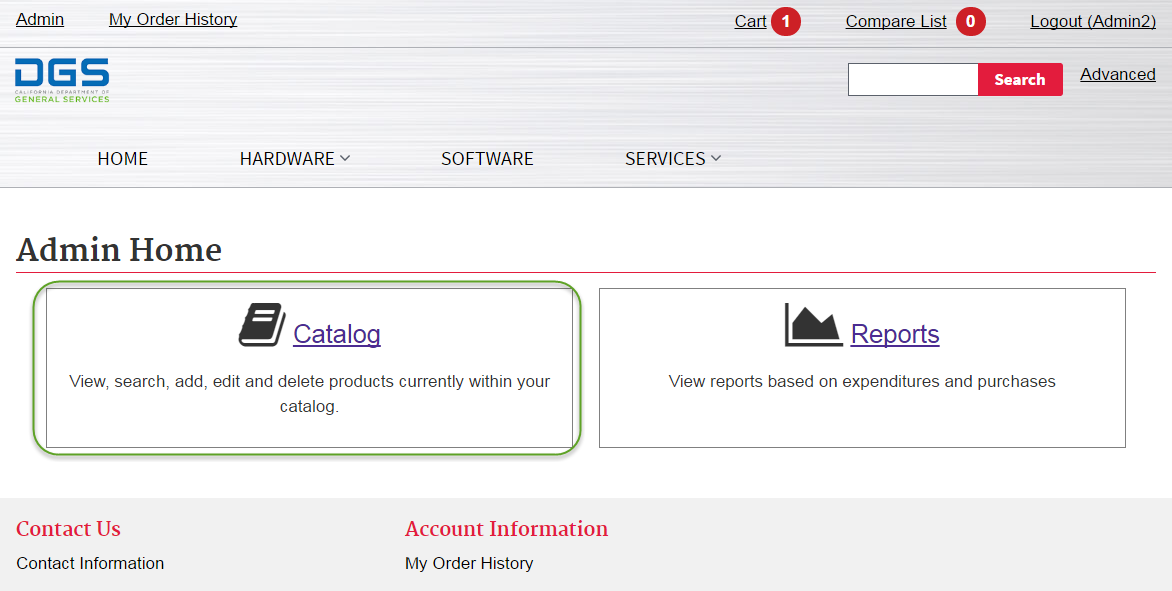 Admin My Order History Cart 1 Compare List 0 Logout (Admin2)
DGS
CALIFORNIA DEPARTMENT OF
GENERAL SERVICES
Search Advanced
HOME HARDWARE SOFTWARE SERVICES
Admin Home
Catalog
View, search, add, edit and delete products currently within your
catalog.
Reports
View reports based on expenditures and purchases
Contact Us
Contact Information
Account Information
My Order History